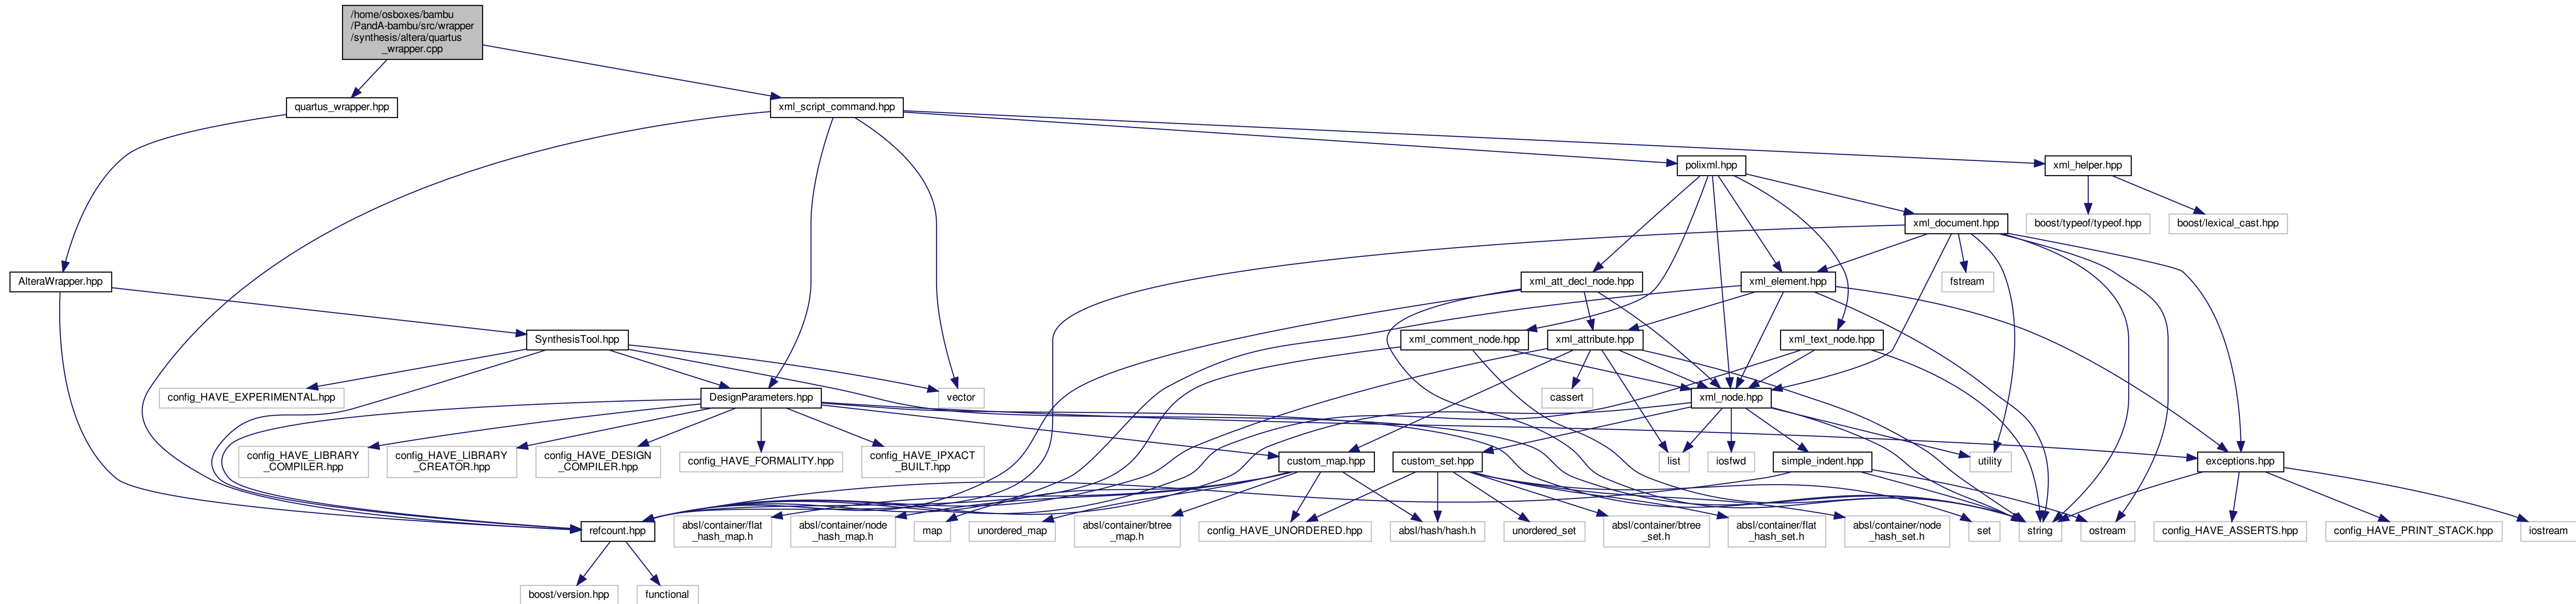 /home/osboxes/bambu
/PandA-bambu/src/wrapper
/synthesis/altera/quartus
_wrapper.cpp
quartus_wrapper.hpp
xml_script_command.hpp
polixml.hpp
xml_helper.hpp
xml_document.hpp
boost/typeof/typeof.hpp
boost/lexical_cast.hpp
AlteraWrapper.hpp
xml_att_decl_node.hpp
xml_element.hpp
fstream
SynthesisTool.hpp
xml_comment_node.hpp
xml_attribute.hpp
xml_text_node.hpp
config_HAVE_EXPERIMENTAL.hpp
DesignParameters.hpp
vector
cassert
xml_node.hpp
config_HAVE_LIBRARY
_COMPILER.hpp
config_HAVE_LIBRARY
_CREATOR.hpp
config_HAVE_DESIGN
_COMPILER.hpp
config_HAVE_FORMALITY.hpp
config_HAVE_IPXACT
_BUILT.hpp
custom_map.hpp
custom_set.hpp
list
iosfwd
simple_indent.hpp
utility
exceptions.hpp
refcount.hpp
absl/container/flat
_hash_map.h
absl/container/node
_hash_map.h
map
unordered_map
absl/container/btree
_map.h
config_HAVE_UNORDERED.hpp
absl/hash/hash.h
unordered_set
absl/container/btree
_set.h
absl/container/flat
_hash_set.h
absl/container/node
_hash_set.h
set
string
ostream
config_HAVE_ASSERTS.hpp
config_HAVE_PRINT_STACK.hpp
iostream
boost/version.hpp
functional